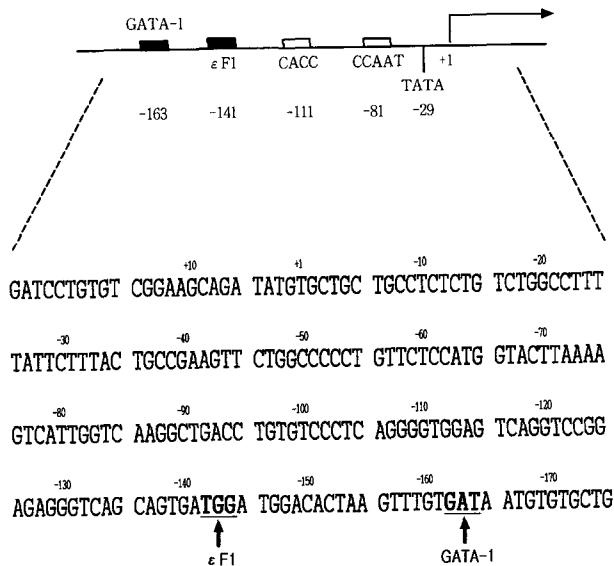 GATA-1
εF1 CACC CCAAT +1
TATA
-163 -141 -111 -81 -29
+10 +1 -10 -20
GATCCTGTGT CGGAAGCAGA TATGTGCTGC TGCCTCTCTG TCTGGCCTTT
-30 -40 -50 -60 -70
TATTCTTTAC TGCCGAAGTT CTGGCCCCCT GTTCTCCATG GTACTTAAAA
-80 -90 -100 -110 -120
GTCATTGGTC AAGGCTGACC TGTGTCCCTC AGGGGTGGAG TCAGGTCCGG
-130 -140 -150 -160 -170
AGAGGGTCAG CAGTGATGGA TGGACACTAA GTTTGTGATA ATGTGTGCTG
εF1 GATA-1